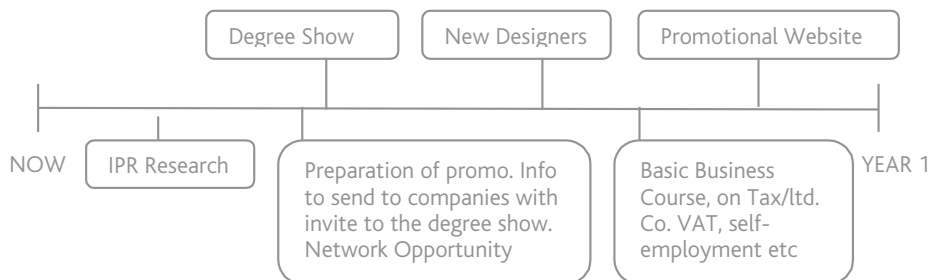 Degree Show
New Designers
Promotional Website
NOW
IPR Research
Preparation of promo. Info
to send to companies with
invite to the degree show.
Network Opportunity
Basic Business
Course, on Tax/ltd.
Co. VAT, self-
employment etc
YEAR 1